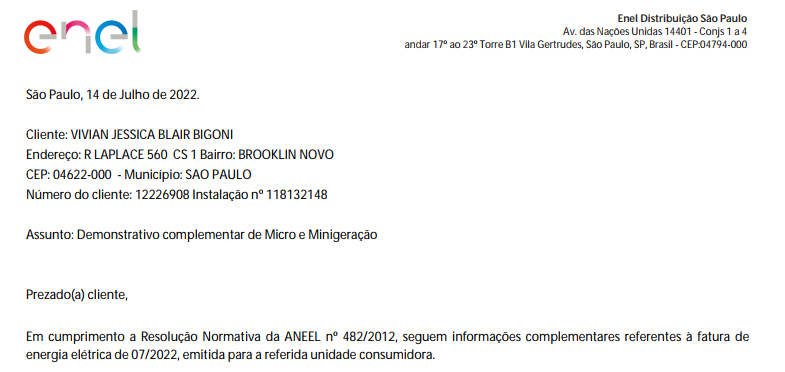 enel
Enel Distribuição São Paulo
Av. das Nações Unidas 14401 - Conjs 1 a 4
andar 17º ao 23º Torre B1 Vila Gertrudes, São Paulo, SP, Brasil - CEP:04794-000
São Paulo, 14 de Julho de 2022.
Cliente: VIVIAN JESSICA BLAIR BIGONI
Endereço: R LAPLACE 560 CS 1 Bairro: BROOKLIN NOVO
CEP: 04622-000 - Município: SAO PAULO
Número do cliente: 12226908 Instalação nº 118132148
Assunto: Demonstrativo complementar de Micro e Minigeração
Prezado(a) cliente,
Em cumprimento a Resolução Normativa da ANEEL nº 482/2012, seguem informações complementares referentes à fatura de
energia elétrica de 07/2022, emitida para a referida unidade consumidora.